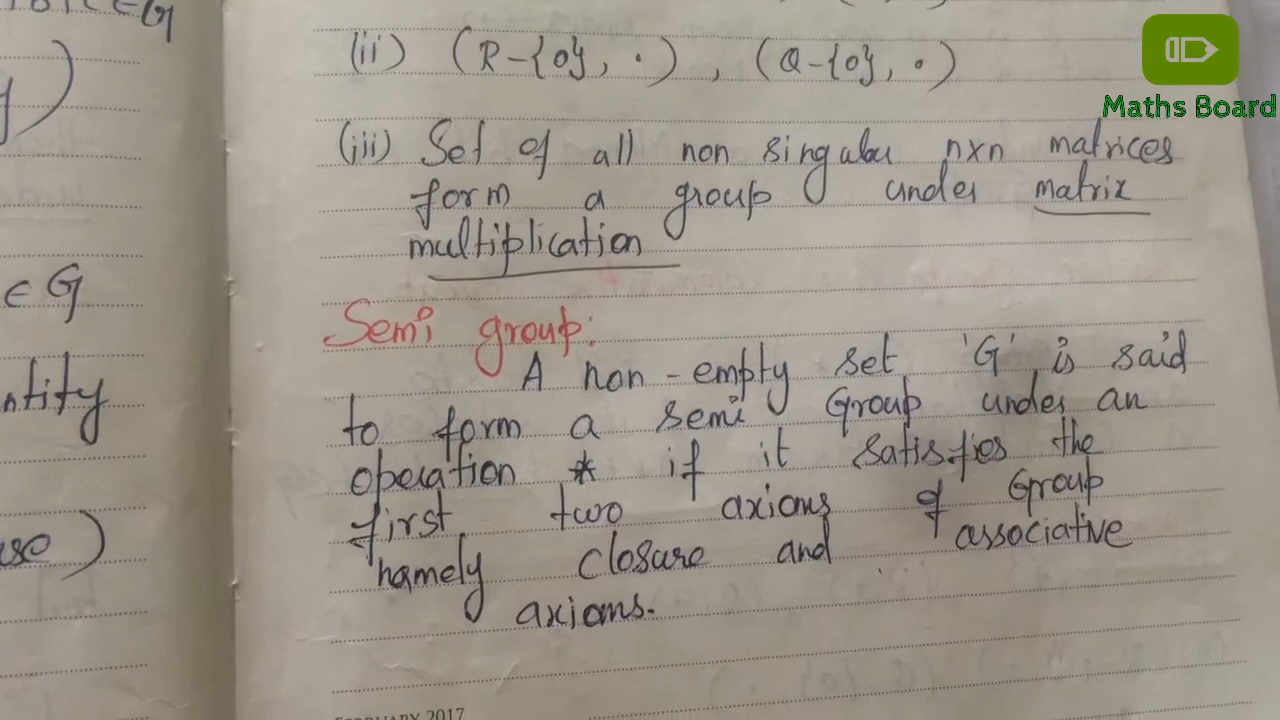 (ii) (R-{0}, ·), (Q-{0}, ·)
Maths Board
(iii) Set of all non singular nxn matrices
form a group under matrix
multiplication
∈ G
Semi group:
A non-empty set 'G' is said
to form a semi Group under an
operation * if it satisfies the
first two axioms of Group
namely closure and associative
axioms.
FEBRUARY 2017